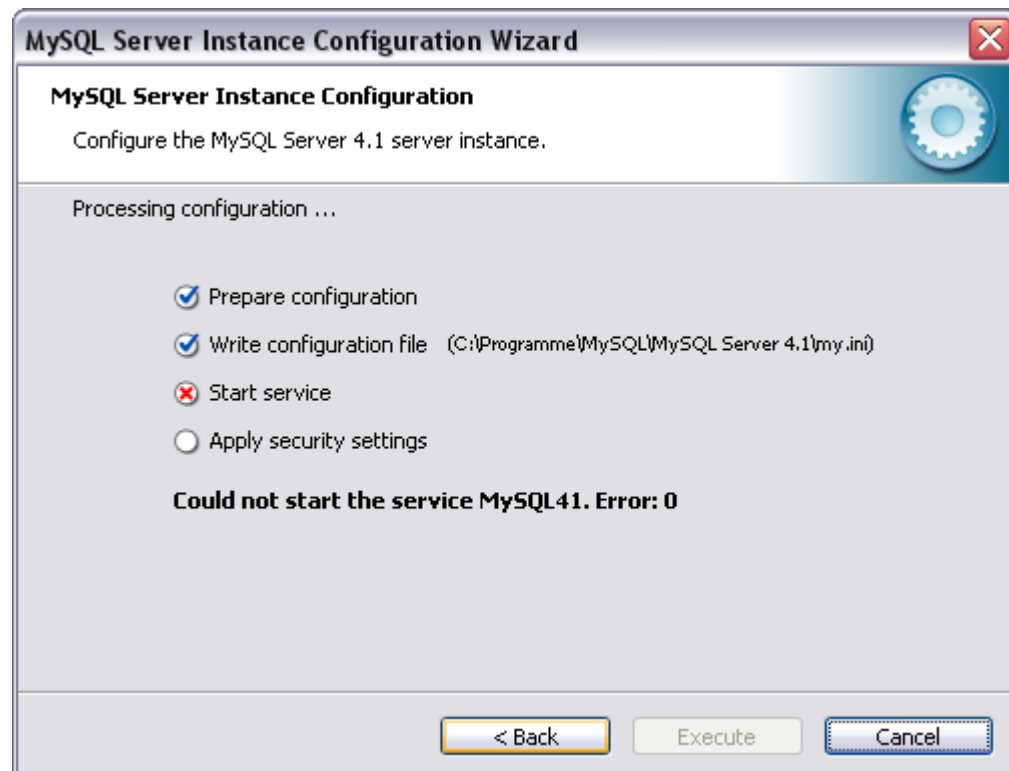 MySQL Server Instance Configuration Wizard
MySQL Server Instance Configuration
Configure the MySQL Server 4.1 server instance.
Processing configuration ...
Prepare configuration
Write configuration file (C:\Programme\MySQL\MySQL Server 4.1\my.ini)
Start service
Apply security settings
Could not start the service MySQL41. Error: 0
< Back Execute Cancel